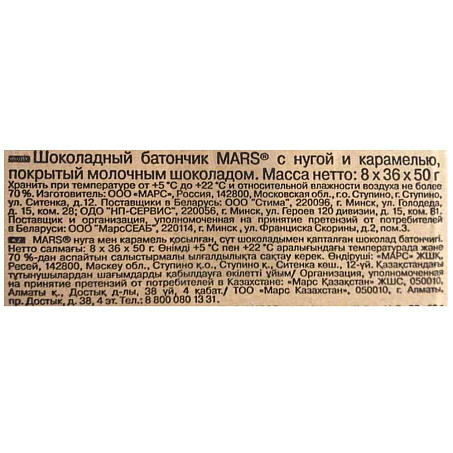 Шоколадный батончик MARS® с нугой и карамелью,
покрытый молочным шоколадом. Масса нетто: 8 x 36 x 50 г
Хранить при температуре от +5 °С до +22 °С и относительной влажности воздуха не более
70 %. Изготовитель: ООО «МАРС», Россия, 142800, Московская обл., г.о. Ступино, г. Ступино,
ул. Ситенка, д.12. Поставщики в Беларусь: ООО "Стима", 220096, г. Минск, ул.Голодеда,
д. 15, ком. 28; ОДО "НП-СЕРВИС", 220056, г. Минск, ул. Героев 120 дивизии, д. 15, ком. 81.
Организация, уполномоченная на принятие претензий от потребителей в
Беларуси: ООО "МарсСЕАБ", 220114, г. Минск, ул. Франциска Скорины, д.2, пом.3.
MARS® нуга мен карамель қосылған, сүт шоколадымен қапталған шоколад батончигі.
Нетто салмағы: 8 x 36 x 50 г. Өнімді +5 °С пен +22 °С аралығындағы температурада және
70 %-дан аспайтын салыстырмалы ылғалдылықта сақтау керек. Өндіруші: «МАРС» ЖШҚ,
Ресей, 142800, Мәскеу обл., Ступино қ.о., Ступино қ., Ситенка көш., 12-үй. Қазақстандағы
тұтынушылардан шағымдарды қабылдауға өкілетті ұйым/ Организация, уполномоченная
на принятие претензий от потребителей в Казахстане: «Марс Қазақстан» ЖШС, 050010,
Алматы қ., Достық д-лы, 38 үй, 4 қабат./ ТОО «Марс Казахстан», 050010, г. Алматы,
пр. Достык, д. 38, 4 эт. Тел.: 8 800 080 13 31.